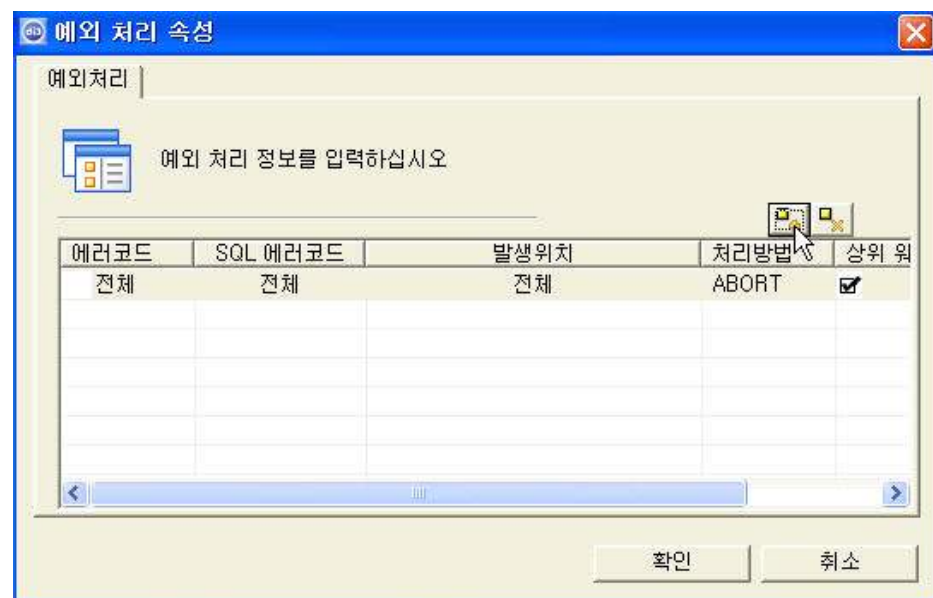 예외 처리 속성
예외처리
예외 처리 정보를 입력하십시오
에러코드 SQL 에러코드 발생위치 처리방법 상위
전체 전체 전체 ABORT
확인 취소